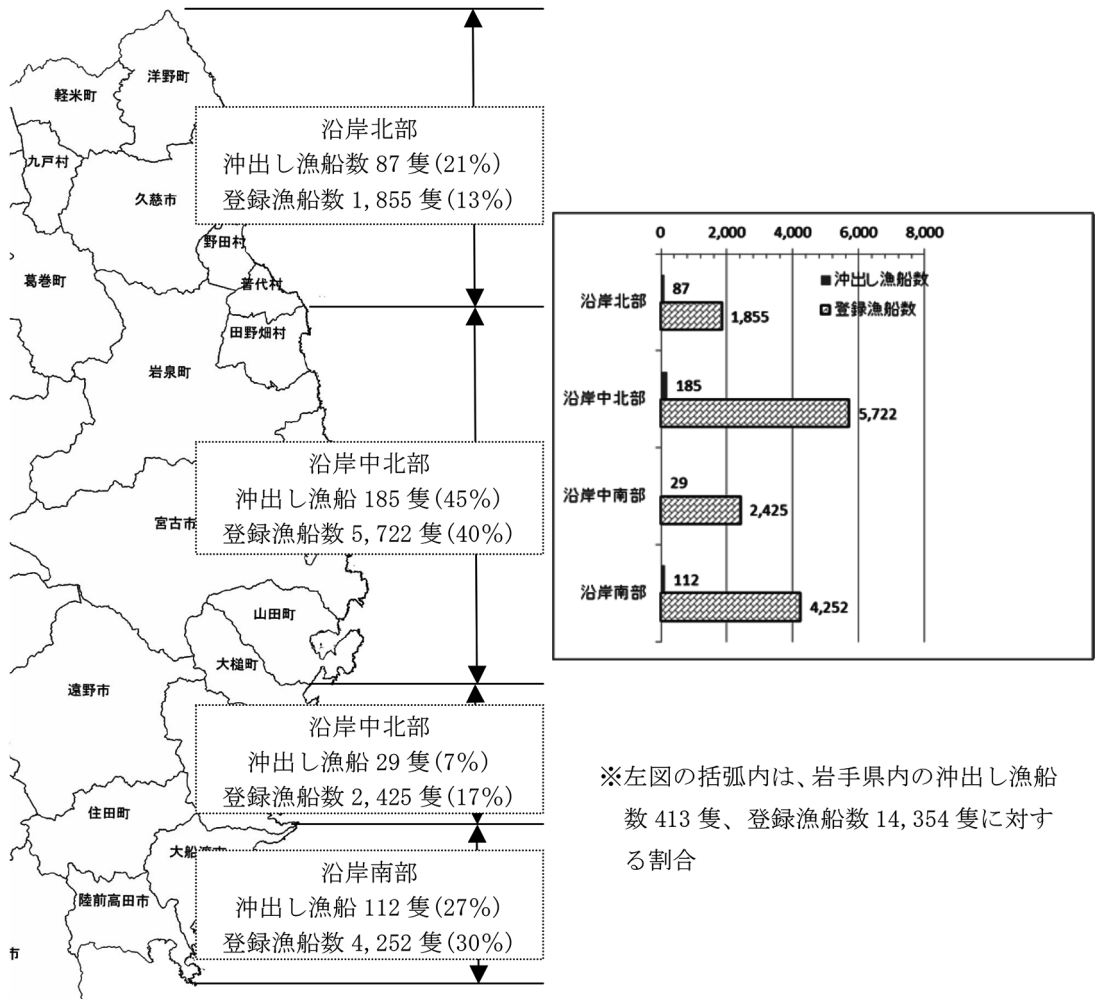 洋野町
軽米町
九戸村
久慈市
野田村
葛巻町
普代村
田野畑村
岩泉町
宮古市
山田町
大槌町
遠野市
住田町
大船渡市
陸前高田市
市
沿岸北部
沖出し漁船数 87 隻(21%)
登録漁船数 1,855 隻(13%)
沿岸中北部
沖出し漁船 185 隻(45%)
登録漁船数 5,722 隻(40%)
沿岸中北部
沖出し漁船 29 隻(7%)
登録漁船数 2,425 隻(17%)
沿岸南部
沖出し漁船 112 隻(27%)
登録漁船数 4,252 隻(30%)
0 2,000 4,000 6,000 8,000
沖出し漁船数
登録漁船数
沿岸北部
87
1,855
沿岸中北部
185
5,722
沿岸中南部
29
2,425
沿岸南部
112
4,252
※左図の括弧内は、岩手県内の沖出し漁船
数 413 隻、登録漁船数 14,354 隻に対す
る割合